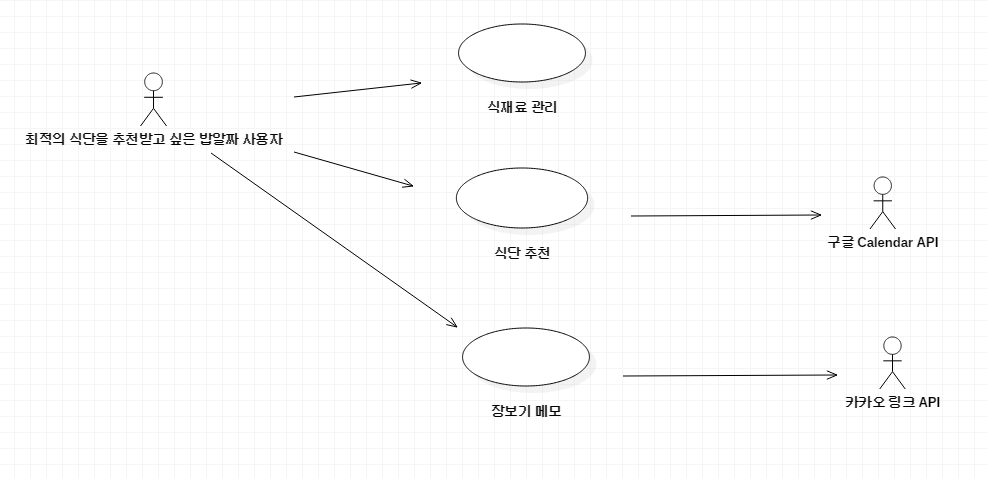 식재료 관리
최적의 식단을 추천받고 싶은 밥알짜 사용자
식단 추천
구글 Calendar API
장보기 메모
카카오 링크 API